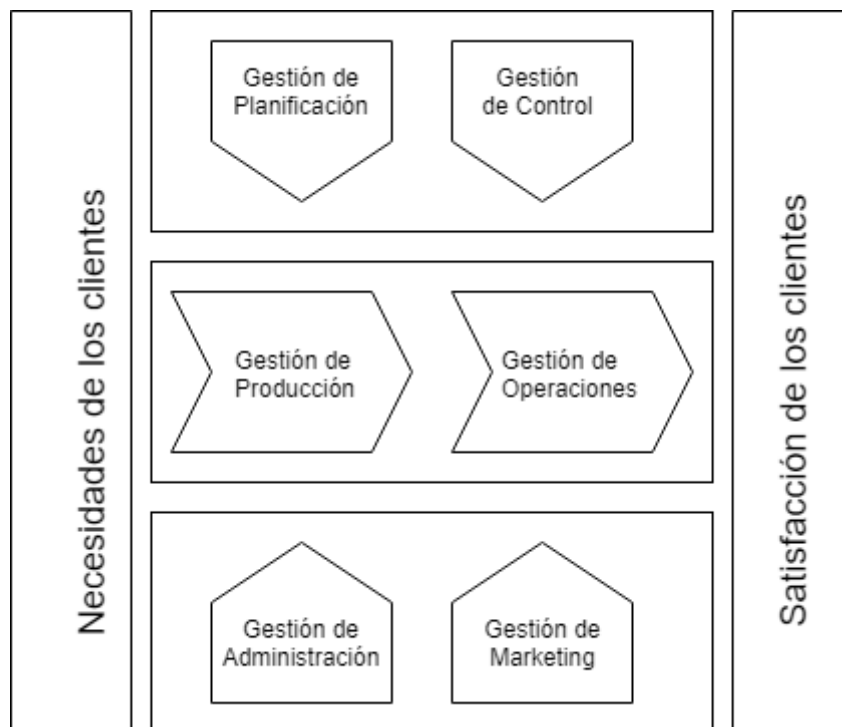 Necesidades de los clientes
Gestión de
Planificación
Gestión
de Control
Gestión de
Producción
Gestión de
Operaciones
Gestión de
Administración
Gestión de
Marketing
Satisfacción de los clientes